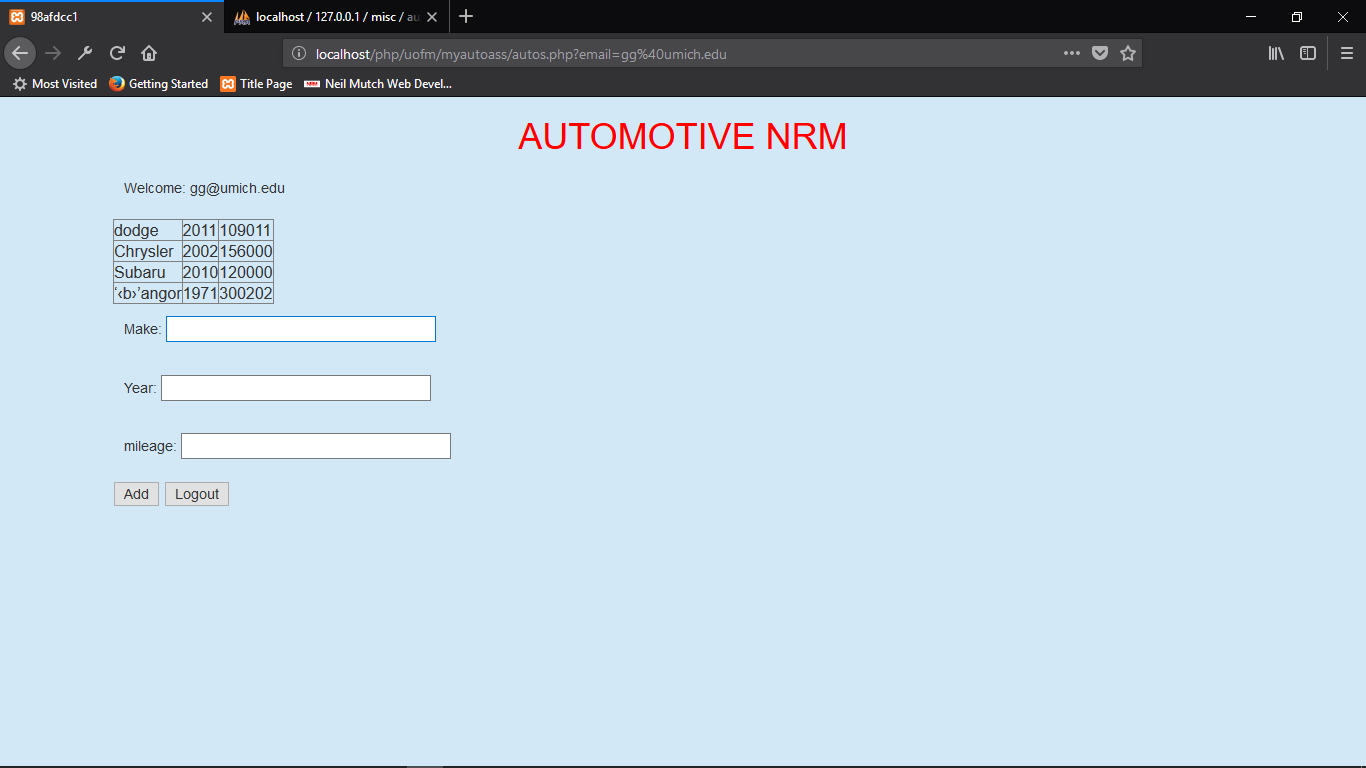 98afdcc1
localhost / 127.0.0.1 / misc / au
localhost/php/uofm/myautoass/autos.php?email=gg%40umich.edu
Most Visited Getting Started Title Page Neil Mutch Web Devel...
AUTOMOTIVE NRM
Welcome: gg@umich.edu
dodge 2011 109011
Chrysler 2002 156000
Subaru 2010 120000
‘‹b›’angor 1971 300202
Make:
Year:
mileage:
Add Logout